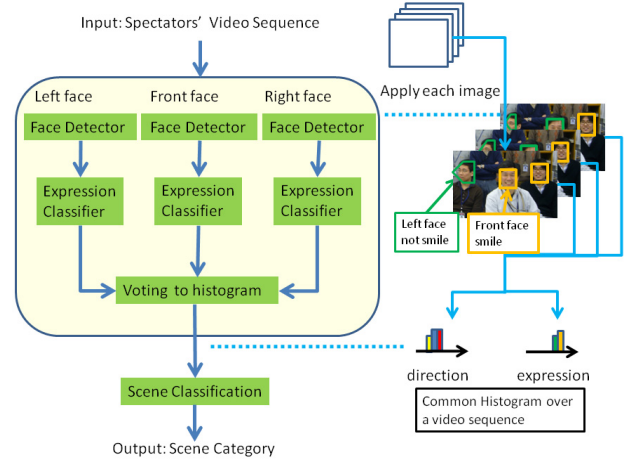 Input: Spectators' Video Sequence
Left face
Front face
Right face
Face Detector
Face Detector
Face Detector
Expression
Classifier
Expression
Classifier
Expression
Classifier
Voting to histogram
Scene Classification
Output: Scene Category
Apply each image
Left face
not smile
Front face
smile
direction
expression
Common Histogram over
a video sequence